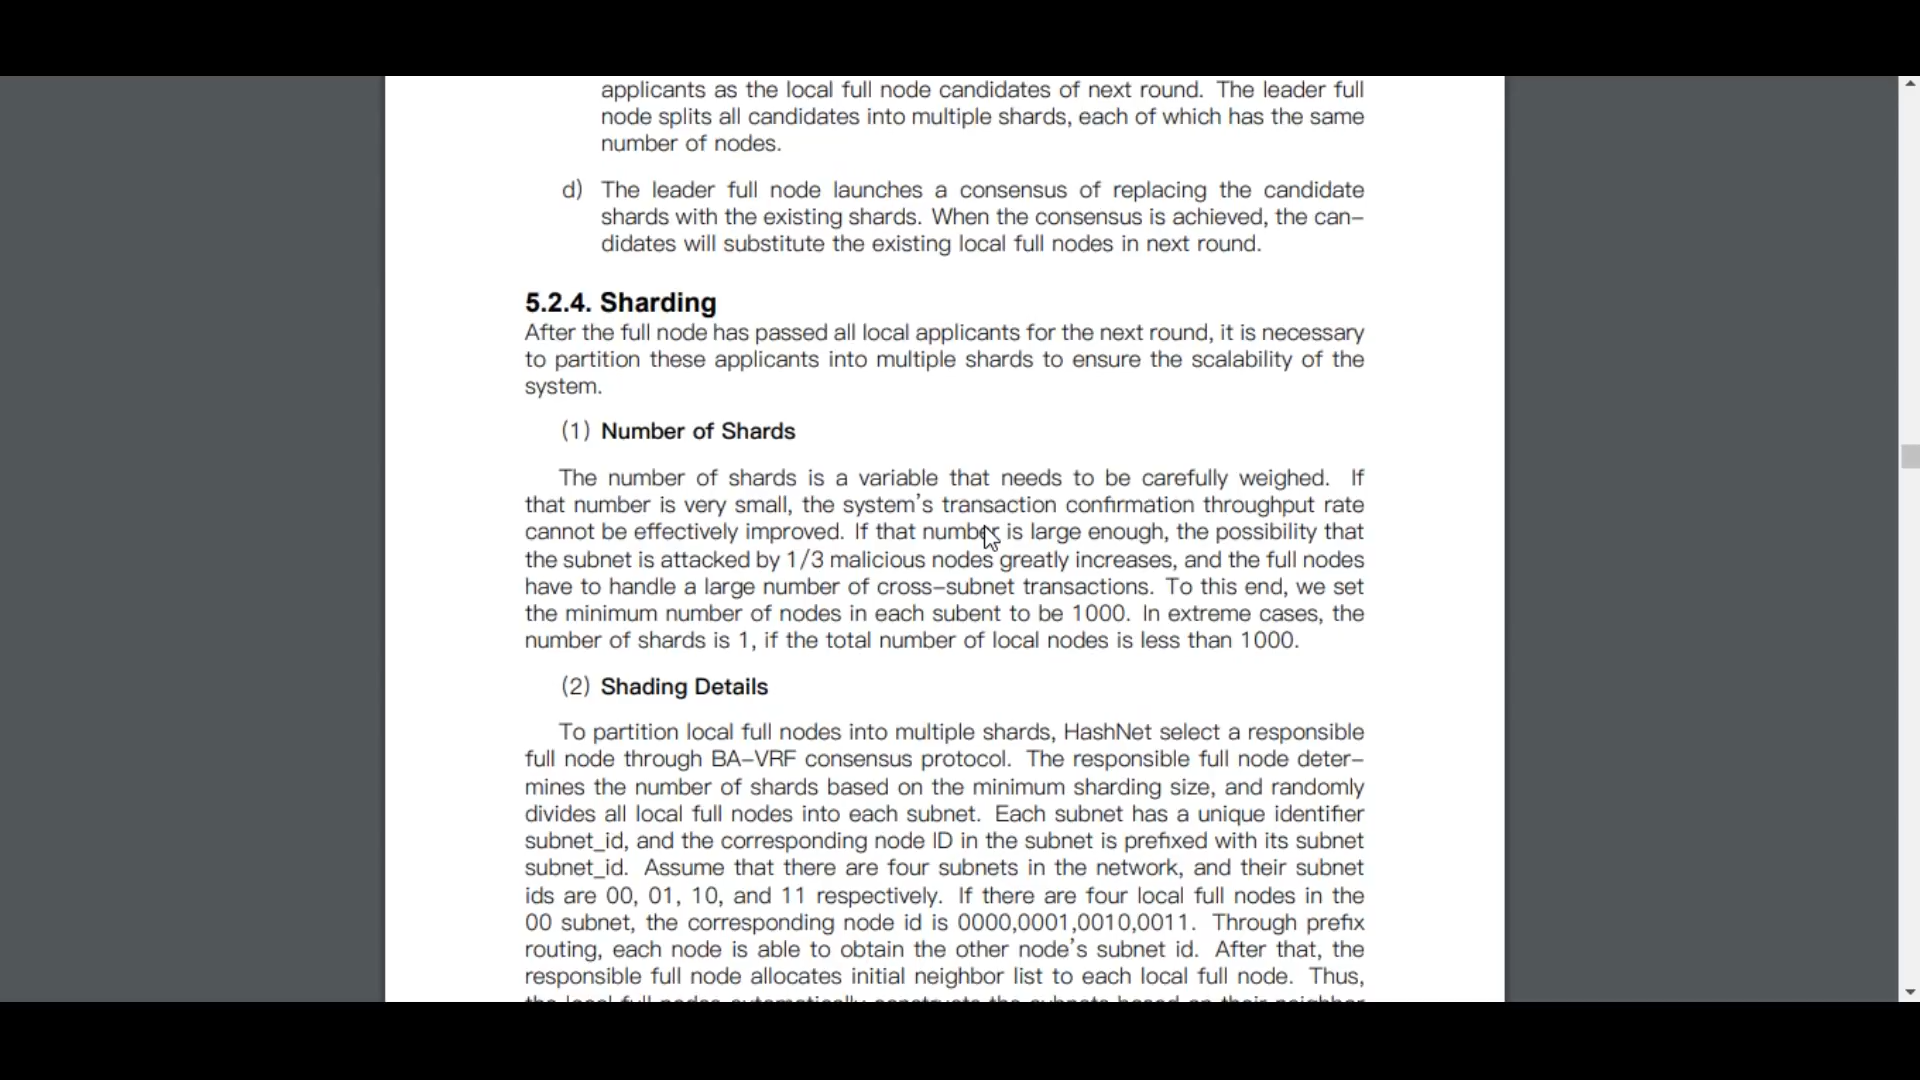 applicants as the local full node candidates of next round. The leader full
node splits all candidates into multiple shards, each of which has the same
number of nodes.
d) The leader full node launches a consensus of replacing the candidate
shards with the existing shards. When the consensus is achieved, the can–
didates will substitute the existing local full nodes in next round.
5.2.4. Sharding
After the full node has passed all local applicants for the next round, it is necessary
to partition these applicants into multiple shards to ensure the scalability of the
system.
(1) Number of Shards
The number of shards is a variable that needs to be carefully weighed. If
that number is very small, the system's transaction confirmation throughput rate
cannot be effectively improved. If that number is large enough, the possibility that
the subnet is attacked by 1/3 malicious nodes greatly increases, and the full nodes
have to handle a large number of cross–subnet transactions. To this end, we set
the minimum number of nodes in each subent to be 1000. In extreme cases, the
number of shards is 1, if the total number of local nodes is less than 1000.
(2) Shading Details
To partition local full nodes into multiple shards, HashNet select a responsible
full node through BA–VRF consensus protocol. The responsible full node deter–
mines the number of shards based on the minimum sharding size, and randomly
divides all local full nodes into each subnet. Each subnet has a unique identifier
subnet_id, and the corresponding node ID in the subnet is prefixed with its subnet
subnet_id. Assume that there are four subnets in the network, and their subnet
ids are 00, 01, 10, and 11 respectively. If there are four local full nodes in the
00 subnet, the corresponding node id is 0000,0001,0010,0011. Through prefix
routing, each node is able to obtain the other node's subnet id. After that, the
responsible full node allocates initial neighbor list to each local full node. Thus,
the local full nodes automatically constructs the subnets based on their neighbor